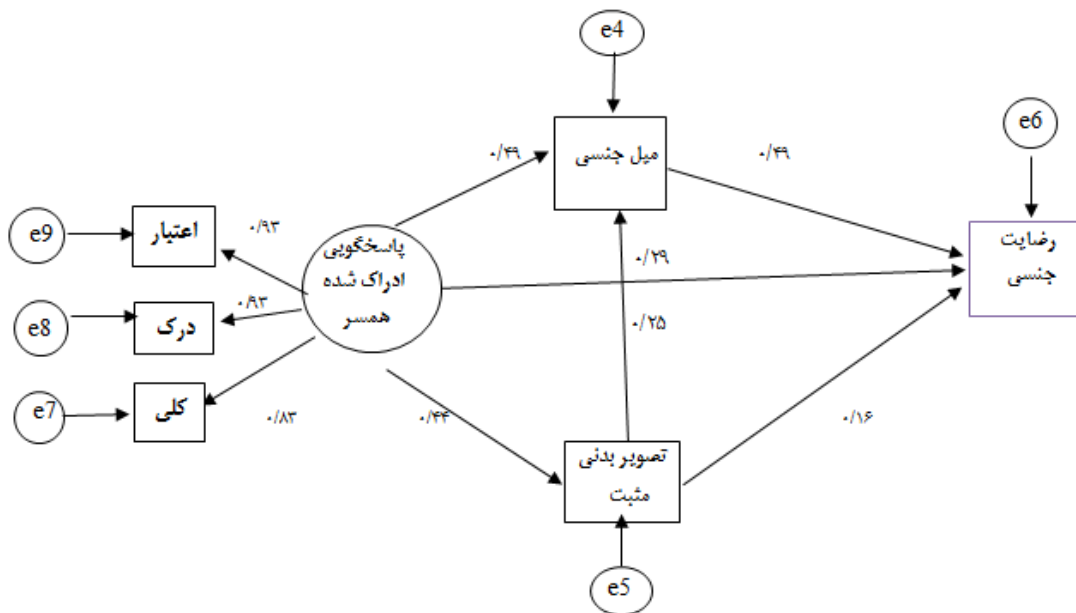 e4
e6
میل جنسی
۰/۴۹
۰/۴۹
e9
اعتبار
۰/۹۳
پاسخگویی
ادراک شده
همسر
رضایت
جنسی
۰/۲۹
e8
درک
۰/۹۳
۰/۲۵
e7
کلی
۰/۸۳
۰/۴۴
۰/۱۶
تصویر بدنی
مثبت
e5